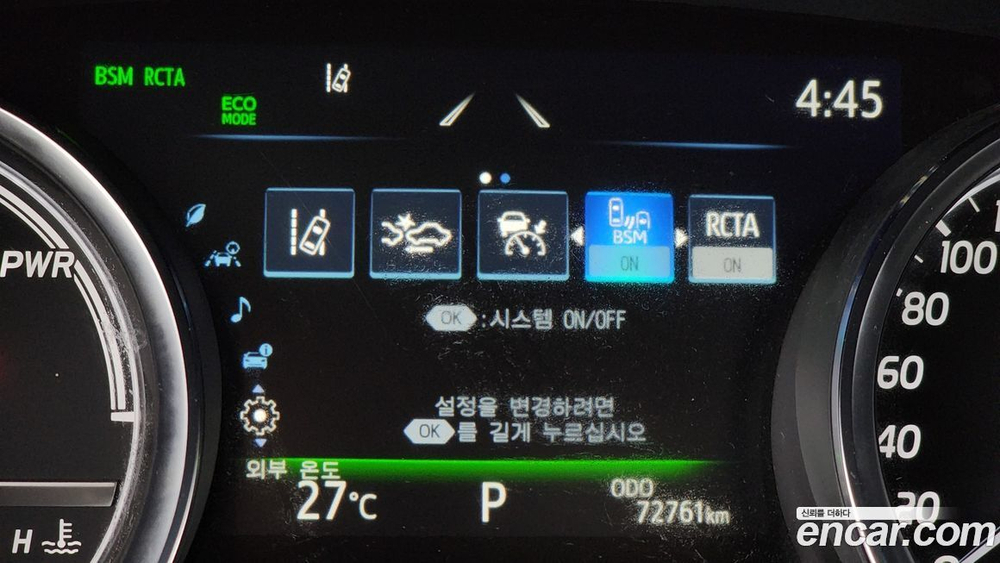 BSM RCTA
4:45
ECO
MODE
PWR
BSM
ON
RCTA
ON
100
80
60
40
20
OK :시스템 ON/OFF
설정을 변경하려면
OK 를 길게 누르십시오
외부 온도
27°C
P
ODO
72761km
H
신뢰를 더하다
encar.com